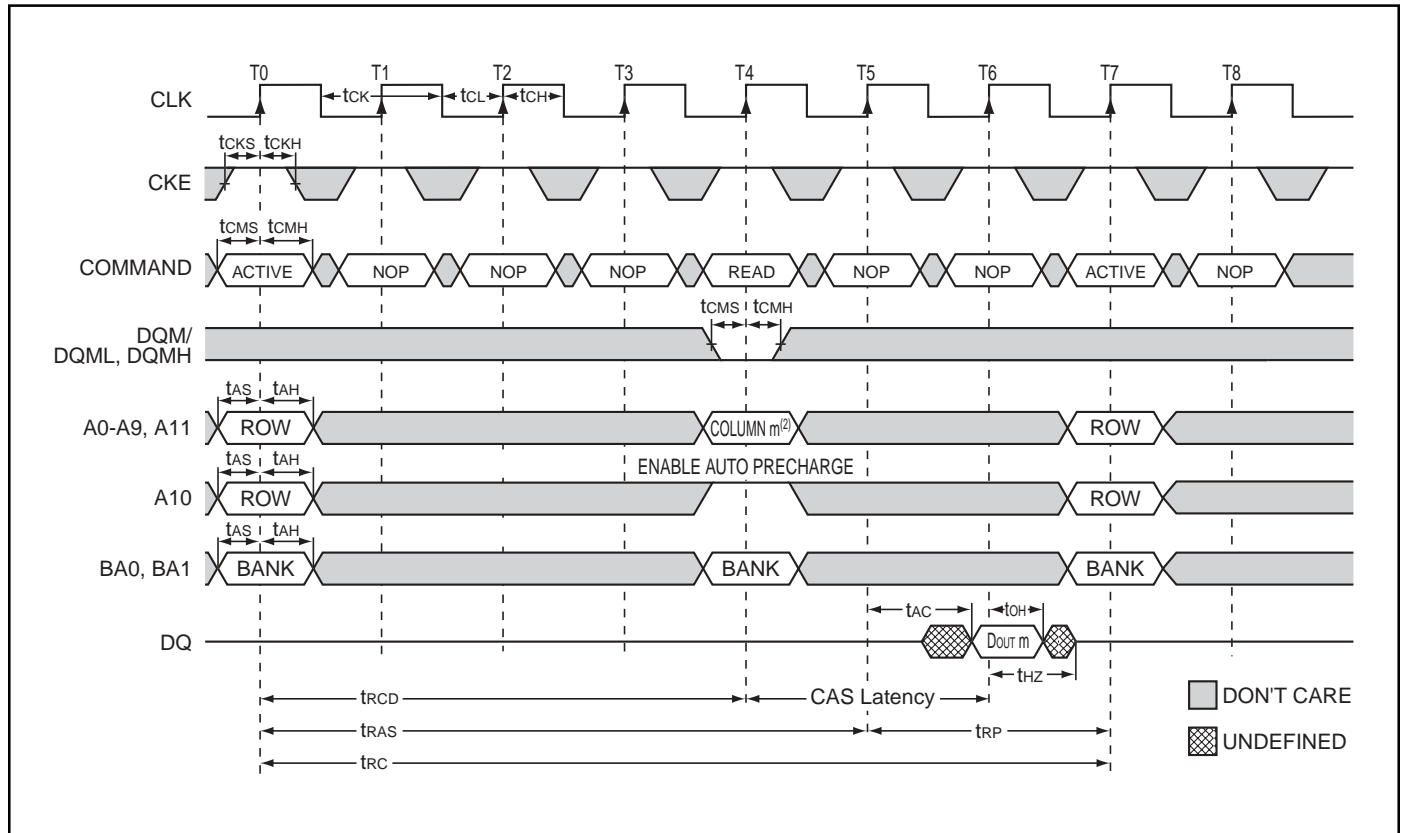 T0 T1 T2 T3 T4 T5 T6 T7 T8
CLK tCK tCL tCH
tCKS tCKH
CKE
tCMS tCMH
COMMAND ACTIVE NOP NOP NOP READ NOP NOP ACTIVE NOP
tCMS tCMH
DQM/
DQML, DQMH
tAS tAH
A0-A9, A11 ROW COLUMN m(2) ROW
tAS tAH ENABLE AUTO PRECHARGE
A10 ROW ROW
tAS tAH
BA0, BA1 BANK BANK BANK
tAC tOH
DQ DOUT m
tHZ
tRCD CAS Latency
DON'T CARE
tRAS tRP
UNDEFINED
tRC